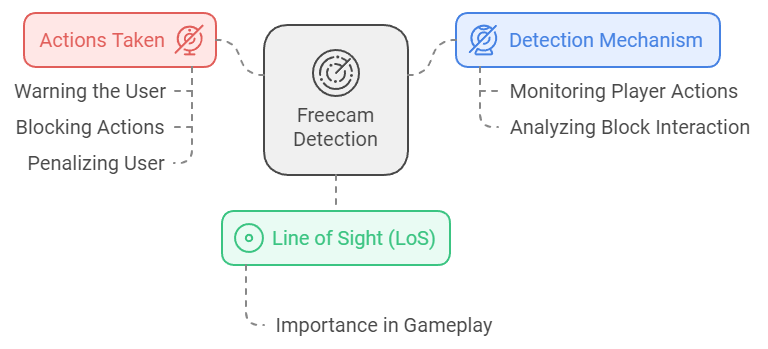 Actions Taken
Warning the User
Blocking Actions
Penalizing User
Freecam
Detection
Detection Mechanism
Monitoring Player Actions
Analyzing Block Interaction
Line of Sight (LoS)
Importance in Gameplay